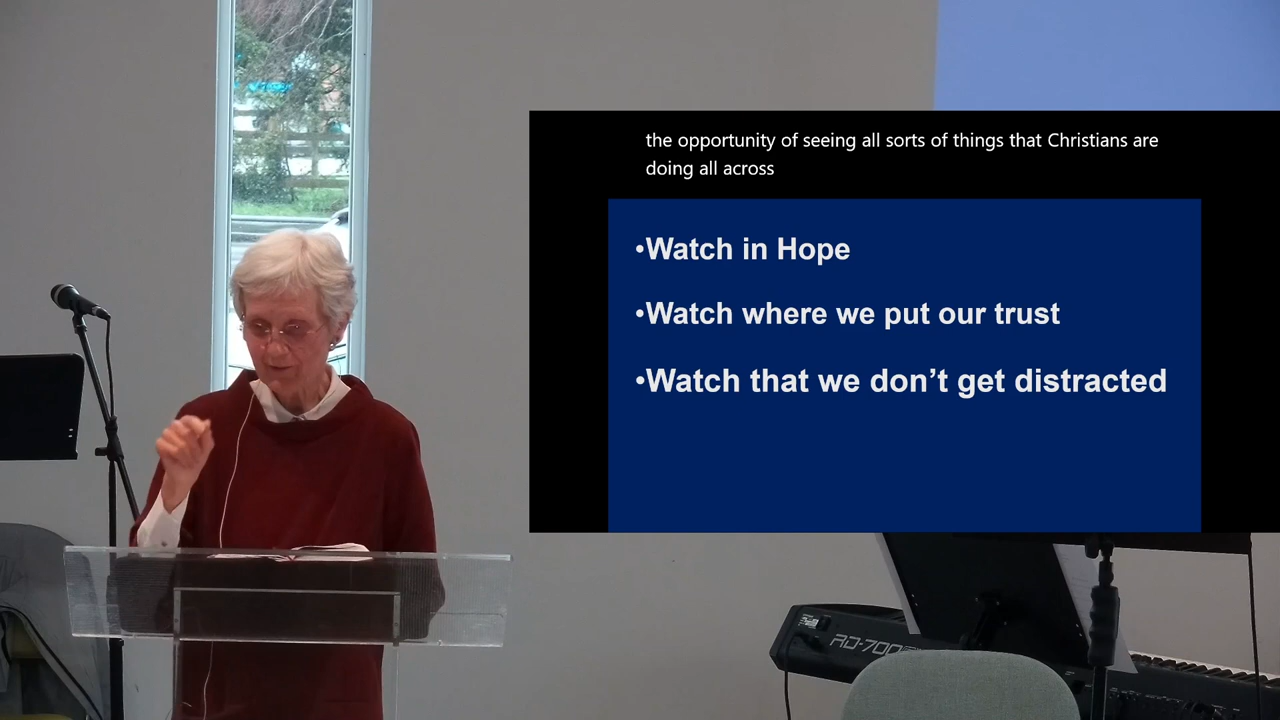 the opportunity of seeing all sorts of things that Christians are
doing all across
•Watch in Hope
•Watch where we put our trust
•Watch that we don’t get distracted
RD-700